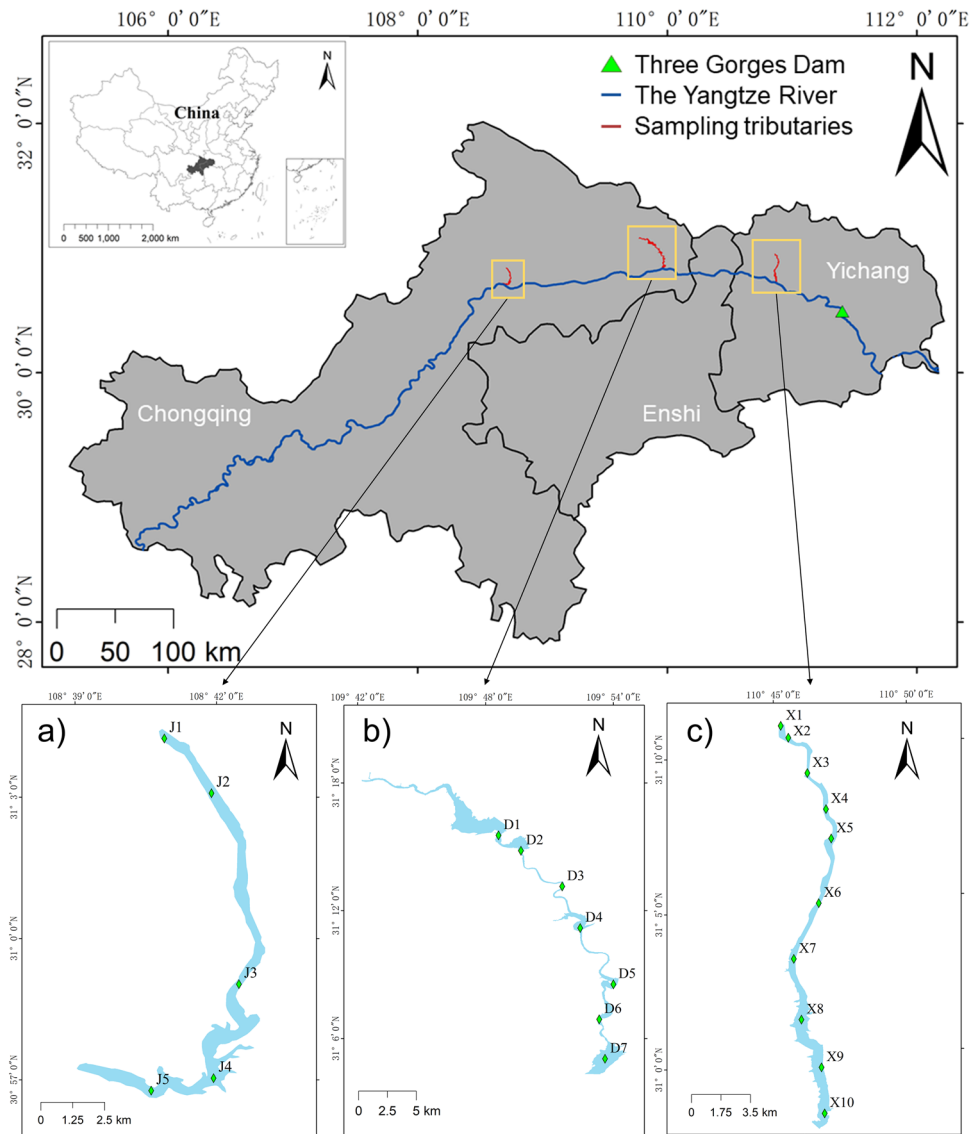 106° 0′0″E 108° 0′0″E 110° 0′0″E 112° 0′0″E
32° 0′0″N
30° 0′0″N
28° 0′0″N
N
China
0 500 1,000 2,000 km
Three Gorges Dam
The Yangtze River
Sampling tributaries
N
Yichang
Chongqing
Enshi
0 50 100 km
108° 39′0″E 108° 42′0″E
31° 3′0″N
31° 0′0″N
30° 57′0″N
a)
N
J1
J2
J3
J4
J5
0 1.25 2.5 km
109° 42′0″E 109° 48′0″E 109° 54′0″E
31° 18′0″N
31° 12′0″N
31° 6′0″N
b)
N
D1
D2
D3
D4
D5
D6
D7
0 2.5 5 km
110° 45′0″E 110° 50′0″E
31° 10′0″N
31° 5′0″N
31° 0′0″N
c)
N
X1
X2
X3
X4
X5
X6
X7
X8
X9
X10
0 1.75 3.5 km